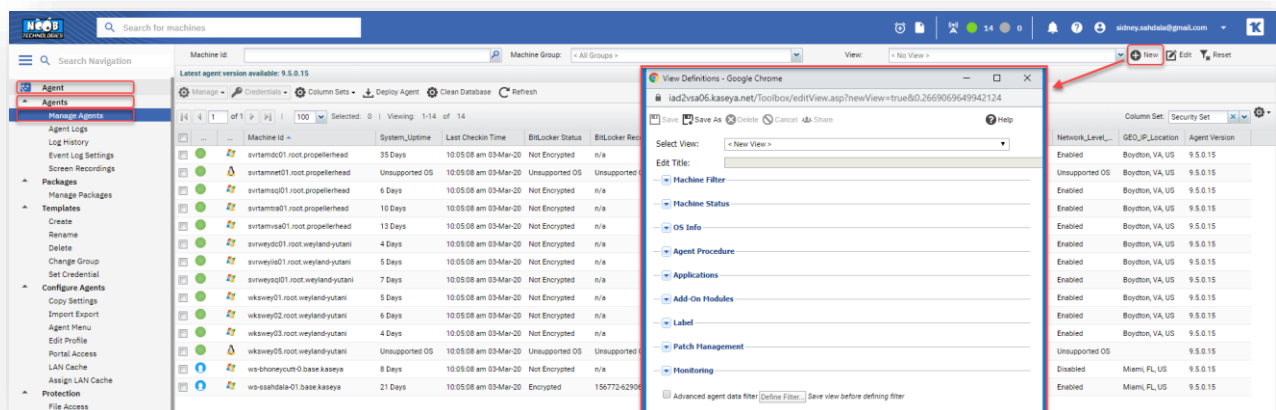 NOOB
TECHNOLOGIES
Search for machines
14
0
sidney.sahdala@gmail.com
Search Navigation
Machine Id:
Machine Group:
< All Groups >
View:
< No View >
New
Edit
Reset
Latest agent version available: 9.5.0.15
Manage
Credentials
Column Sets
Deploy Agent
Clean Database
Refresh
1 of 1
100
Selected: 0
Viewing: 1-14 of 14
Column Set:
Security Set
Agent
Agents
Manage Agents
Agent Logs
Log History
Event Log Settings
Screen Recordings
Packages
Manage Packages
Templates
Create
Rename
Delete
Change Group
Set Credential
Configure Agents
Copy Settings
Import Export
Agent Menu
Edit Profile
Portal Access
LAN Cache
Assign LAN Cache
Protection
File Access
... ... Machine Id System_Uptime Last Checkin Time BitLocker Status BitLocker Reco Network_Level_... GEO_IP_Location Agent Version
svrtamdc01.root.propellerhead 35 Days 10:05:08 am 03-Mar-20 Not Encrypted n/a Enabled Boydton, VA, US 9.5.0.15
svrtamnet01.root.propellerhead Unsupported OS 10:05:08 am 03-Mar-20 Unsupported OS Unsupported Unsupported OS Boydton, VA, US 9.5.0.15
svrtamsql01.root.propellerhead 6 Days 10:05:08 am 03-Mar-20 Not Encrypted n/a Enabled Boydton, VA, US 9.5.0.15
svrtamtra01.root.propellerhead 10 Days 10:05:08 am 03-Mar-20 Not Encrypted n/a Enabled Boydton, VA, US 9.5.0.15
svrtamvsa01.root.propellerhead 13 Days 10:05:08 am 03-Mar-20 Not Encrypted n/a Enabled Boydton, VA, US 9.5.0.15
svrweydc01.root.weyland-yutani 4 Days 10:05:08 am 03-Mar-20 Not Encrypted n/a Enabled Boydton, VA, US 9.5.0.15
svrweyiis01.root.weyland-yutani 5 Days 10:05:08 am 03-Mar-20 Not Encrypted n/a Enabled Boydton, VA, US 9.5.0.15
svrweysql01.root.weyland-yutani 7 Days 10:05:08 am 03-Mar-20 Not Encrypted n/a Enabled Boydton, VA, US 9.5.0.15
wkswey01.root.weyland-yutani 5 Days 10:05:08 am 03-Mar-20 Not Encrypted n/a Enabled Boydton, VA, US 9.5.0.15
wkswey02.root.weyland-yutani 6 Days 10:05:08 am 03-Mar-20 Not Encrypted n/a Enabled Boydton, VA, US 9.5.0.15
wkswey03.root.weyland-yutani 4 Days 10:05:08 am 03-Mar-20 Not Encrypted n/a Enabled Boydton, VA, US 9.5.0.15
wkswey05.root.weyland-yutani Unsupported OS 10:05:08 am 03-Mar-20 Unsupported OS Unsupported Unsupported OS 9.5.0.15
ws-bhoneycutt-0.base.kaseya 8 Days 10:05:08 am 03-Mar-20 Not Encrypted n/a Disabled Miami, FL, US 9.5.0.15
ws-ssahdala-01.base.kaseya 21 Days 10:05:08 am 03-Mar-20 Encrypted 156772-62906 Enabled Miami, FL, US 9.5.0.15
View Definitions - Google Chrome
iad2vsa06.kaseya.net/Toolbox/editView.asp?newView=true&0.2669069649942124
Save
Save As
Delete
Cancel
Share
Help
Select View:
< New View >
Edit Title:
Machine Filter
Machine Status
OS Info
Agent Procedure
Applications
Add-On Modules
Label
Patch Management
Monitoring
Advanced agent data filter Define Filter... Save view before defining filter